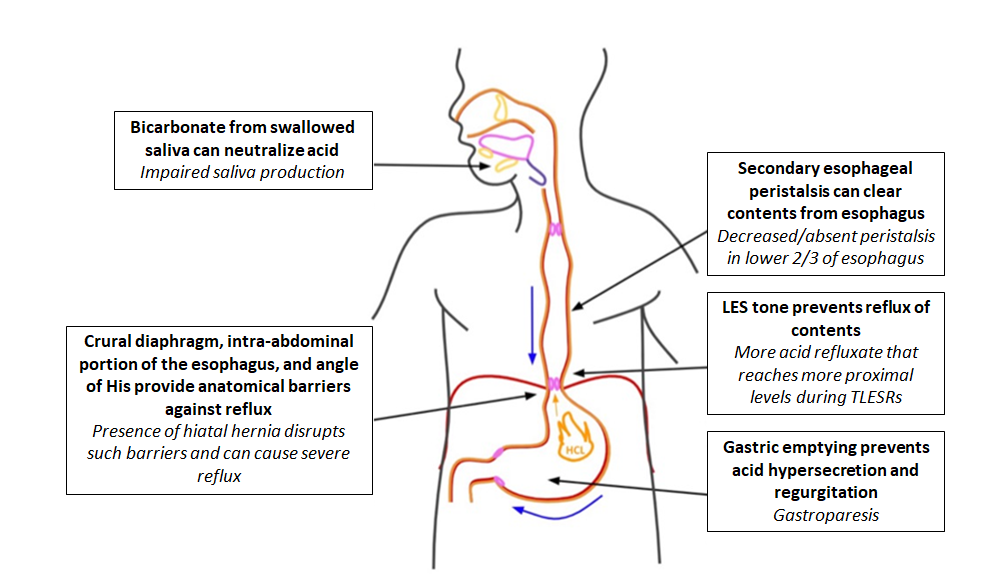 Bicarbonate from swallowed
saliva can neutralize acid
Impaired saliva production
Secondary esophageal
peristalsis can clear
contents from esophagus
Decreased/absent peristalsis
in lower 2/3 of esophagus
LES tone prevents reflux of
contents
More acid refluxate that
reaches more proximal
levels during TLESRs
Crural diaphragm, intra-abdominal
portion of the esophagus, and angle
of His provide anatomical barriers
against reflux
Presence of hiatal hernia disrupts
such barriers and can cause severe
reflux
HCL
Gastric emptying prevents
acid hypersecretion and
regurgitation
Gastroparesis